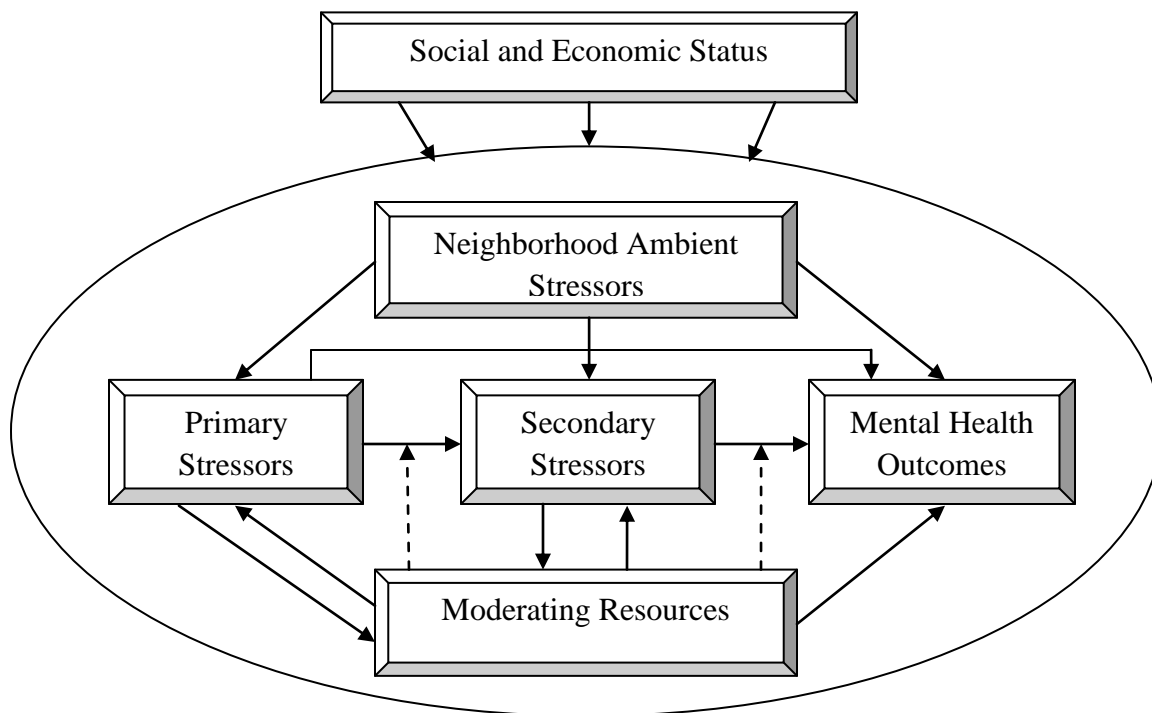 Social and Economic Status
Neighborhood Ambient
Stressors
Primary
Stressors
Secondary
Stressors
Mental Health
Outcomes
Moderating Resources